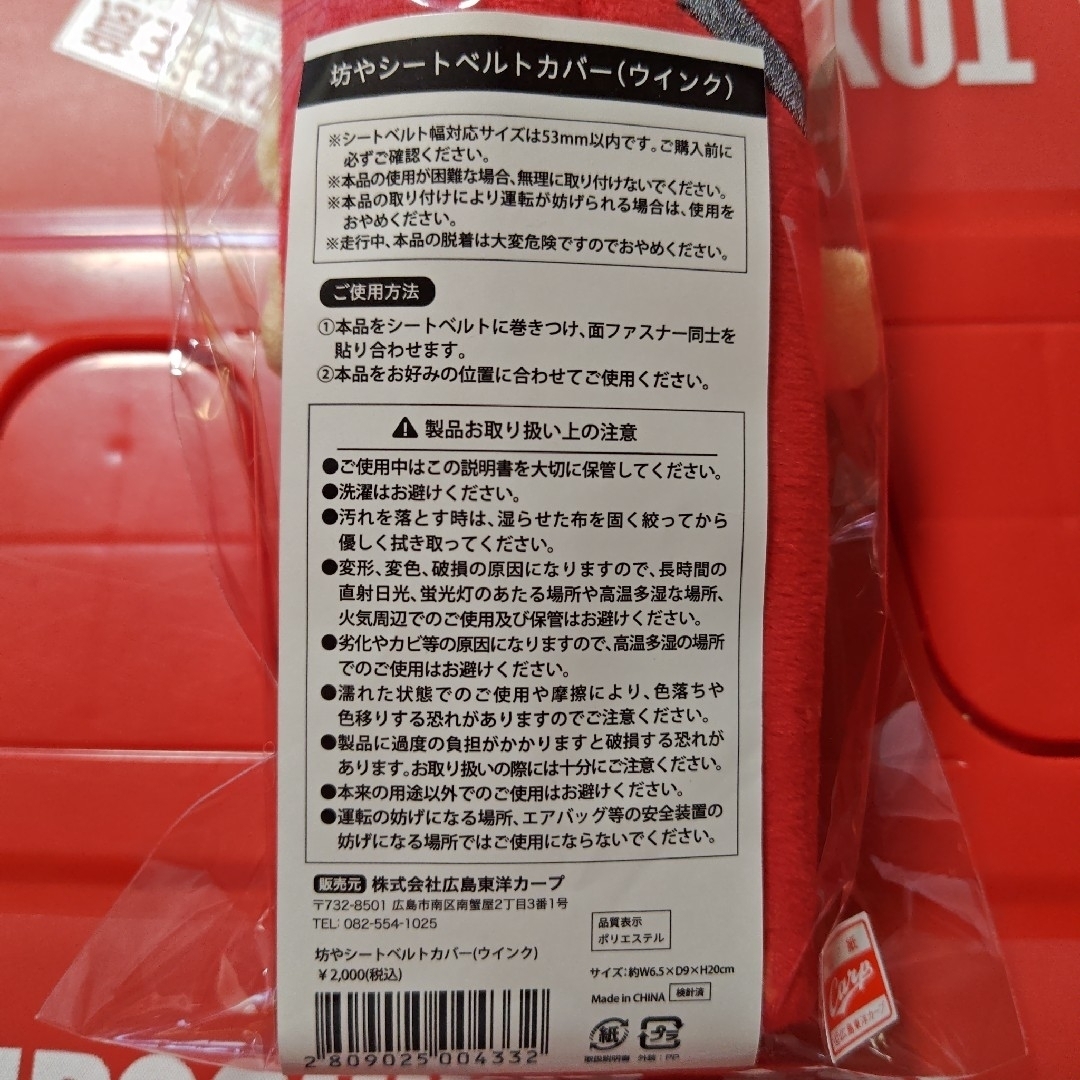 坊やシートベルトカバー(ウインク)
※シートベルト幅対応サイズは53mm以内です。ご購入前に
必ずご確認ください。
※本品の使用が困難な場合、無理に取り付けないでください。
※本品の取り付けにより運転が妨げられる場合は、使用を
おやめください。
※走行中、本品の脱着は大変危険ですのでおやめください。
ご使用方法
①本品をシートベルトに巻きつけ、面ファスナー同士を
貼り合わせます。
②本品をお好みの位置に合わせてご使用ください。
⚠ 製品お取り扱い上の注意
●ご使用中はこの説明書を大切に保管してください。
●洗濯はお避けください。
●汚れを落とす時は、湿らせた布を固く絞ってから
優しく拭き取ってください。
●変形、変色、破損の原因になりますので、長時間の
直射日光、蛍光灯のあたる場所や高温多湿な場所、
火気周辺でのご使用及び保管はお避けください。
●劣化やカビ等の原因になりますので、高温多湿の場所
でのご使用はお避けください。
●濡れた状態でのご使用や摩擦により、色落ちや
色移りする恐れがありますのでご注意ください。
●製品に過度の負担がかかりますと破損する恐れが
あります。お取り扱いの際には十分にご注意ください。
●本来の用途以外でのご使用はお避けください。
●運転の妨げになる場所、エアバッグ等の安全装置の
妨げになる場所ではご使用にならないでください。
販売元 株式会社広島東洋カープ
〒732-8501 広島市南区南蟹屋2丁目3番1号
TEL: 082-554-1025
坊やシートベルトカバー(ウインク)
￥2,000(税込)
品質表示
ポリエステル
サイズ:約W6.5×D9×H20cm
Made in CHINA 検針済
2 809025 004332
紙
取扱説明書
プラ
外装:PP
Carp
広島東洋カープ
TOY